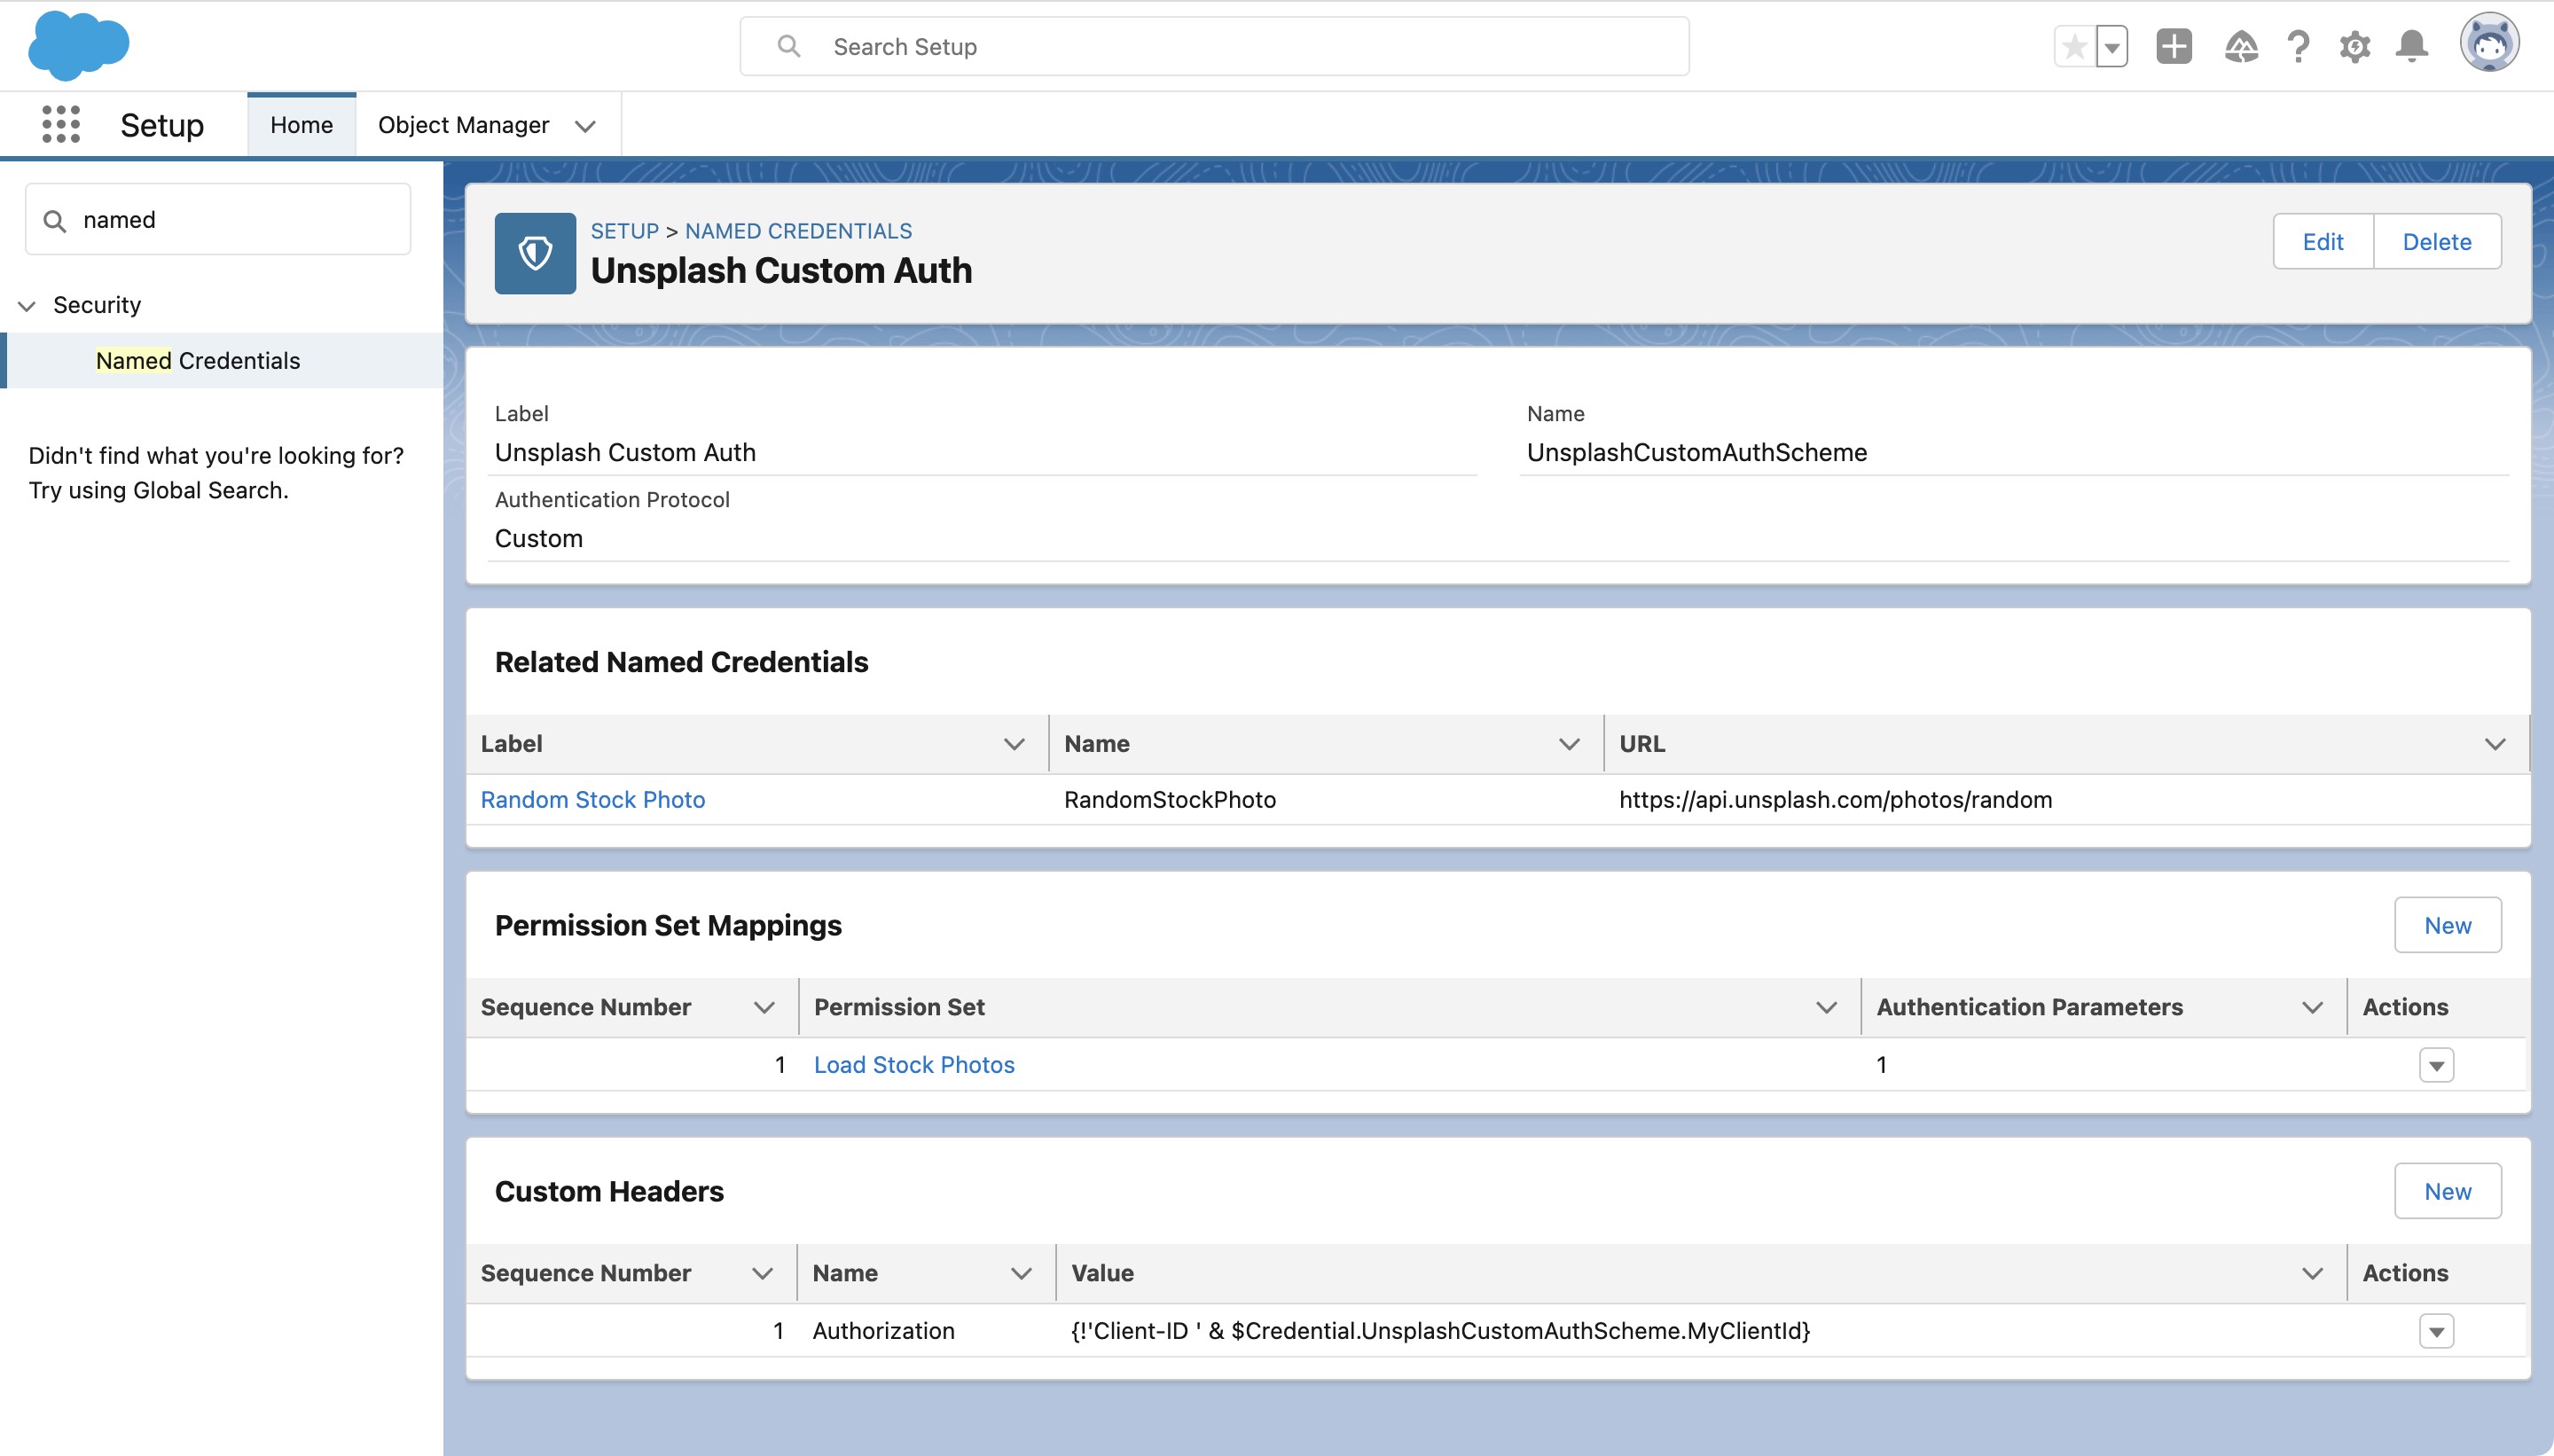 Search Setup
Setup
Home
Object Manager
named
Security
Named Credentials
Didn't find what you're looking for?
Try using Global Search.
SETUP > NAMED CREDENTIALS
Unsplash Custom Auth
Edit
Delete
Label
Name
Unsplash Custom Auth
UnsplashCustomAuthScheme
Authentication Protocol
Custom
Related Named Credentials
Label
Name
URL
Random Stock Photo
RandomStockPhoto
https://api.unsplash.com/photos/random
Permission Set Mappings
New
Sequence Number
Permission Set
Authentication Parameters
Actions
1
Load Stock Photos
1
Custom Headers
New
Sequence Number
Name
Value
Actions
1
Authorization
{!'Client-ID ' & $Credential.UnsplashCustomAuthScheme.MyClientId}